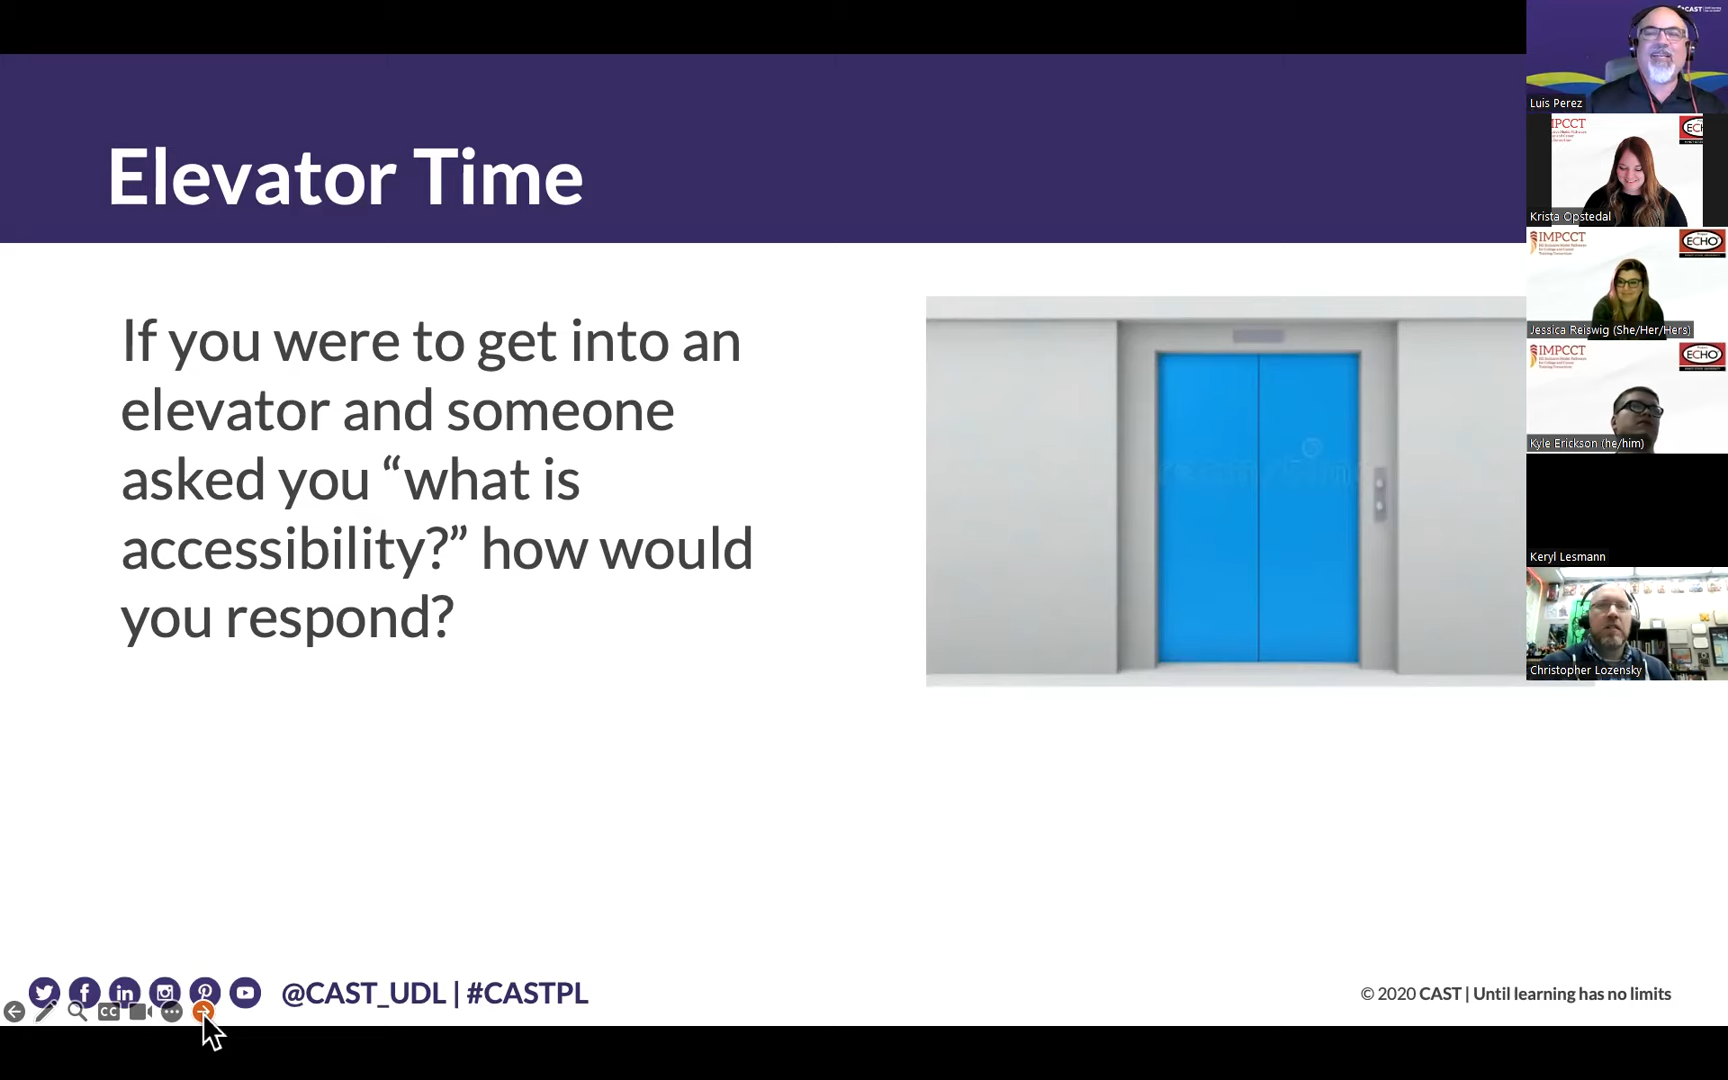 Elevator Time
If you were to get into an
elevator and someone
asked you “what is
accessibility?” how would
you respond?
@CAST_UDL | #CASTPL
© 2020 CAST | Until learning has no limits
CC
CAST
Luis Perez
ECHO
Krista Opstedal
IMPCCT
ECHO
Jessica Reiswig (She/Her/Hers)
IMPCCT
ECHO
Kyle Erickson (he/him)
Keryl Lesmann
Christopher Lozensky